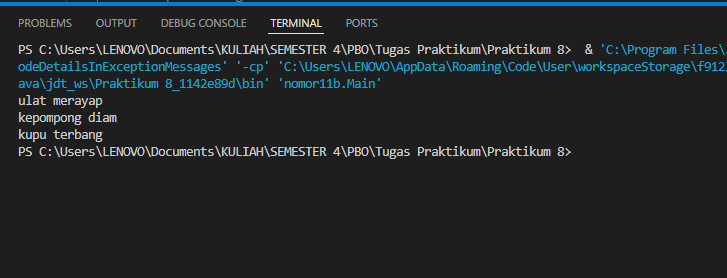 PROBLEMS OUTPUT DEBUG CONSOLE TERMINAL PORTS
PS C:\Users\LENOVO\Documents\KULIAH\SEMESTER 4\PBO\Tugas Praktikum\Praktikum 8> & 'C:\Program Files\
odeDetailsInExceptionMessages' '-cp' 'C:\Users\LENOVO\AppData\Roaming\Code\User\workspaceStorage\f912
ava\jdt_ws\Praktikum 8_1142e89d\bin' 'nomor11b.Main'
ulat merayap
kepompong diam
kupu terbang
PS C:\Users\LENOVO\Documents\KULIAH\SEMESTER 4\PBO\Tugas Praktikum\Praktikum 8>